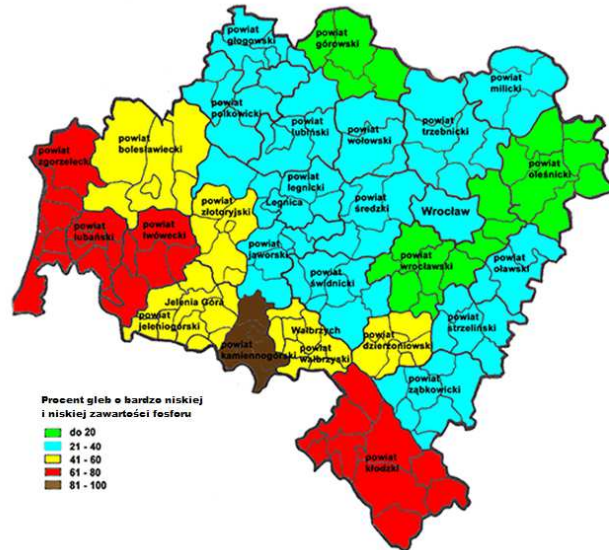 powiat
głogowski
powiat
górowski
powiat
milicki
powiat
polkowicki
powiat
lubiński
powiat
wołowski
powiat
trzebnicki
powiat
zgorzelecki
powiat
bolesławiecki
powiat
oleśnicki
powiat
legnicki
Legnica
powiat
złotoryjski
powiat
średzki
Wrocław
powiat
lubański
powiat
lwówecki
powiat
jaworski
powiat
świdnicki
powiat
wrocławski
powiat
oławski
Jelenia Góra
powiat
jeleniogórski
powiat
kamiennogórski
Wałbrzych
powiat
wałbrzyski
powiat
dzierżoniowski
powiat
strzeliński
powiat
ząbkowicki
powiat
kłodzki
Procent gleb o bardzo niskiej
i niskiej zawartości fosforu
do 20
21 - 40
41 - 60
61 - 80
81 - 100